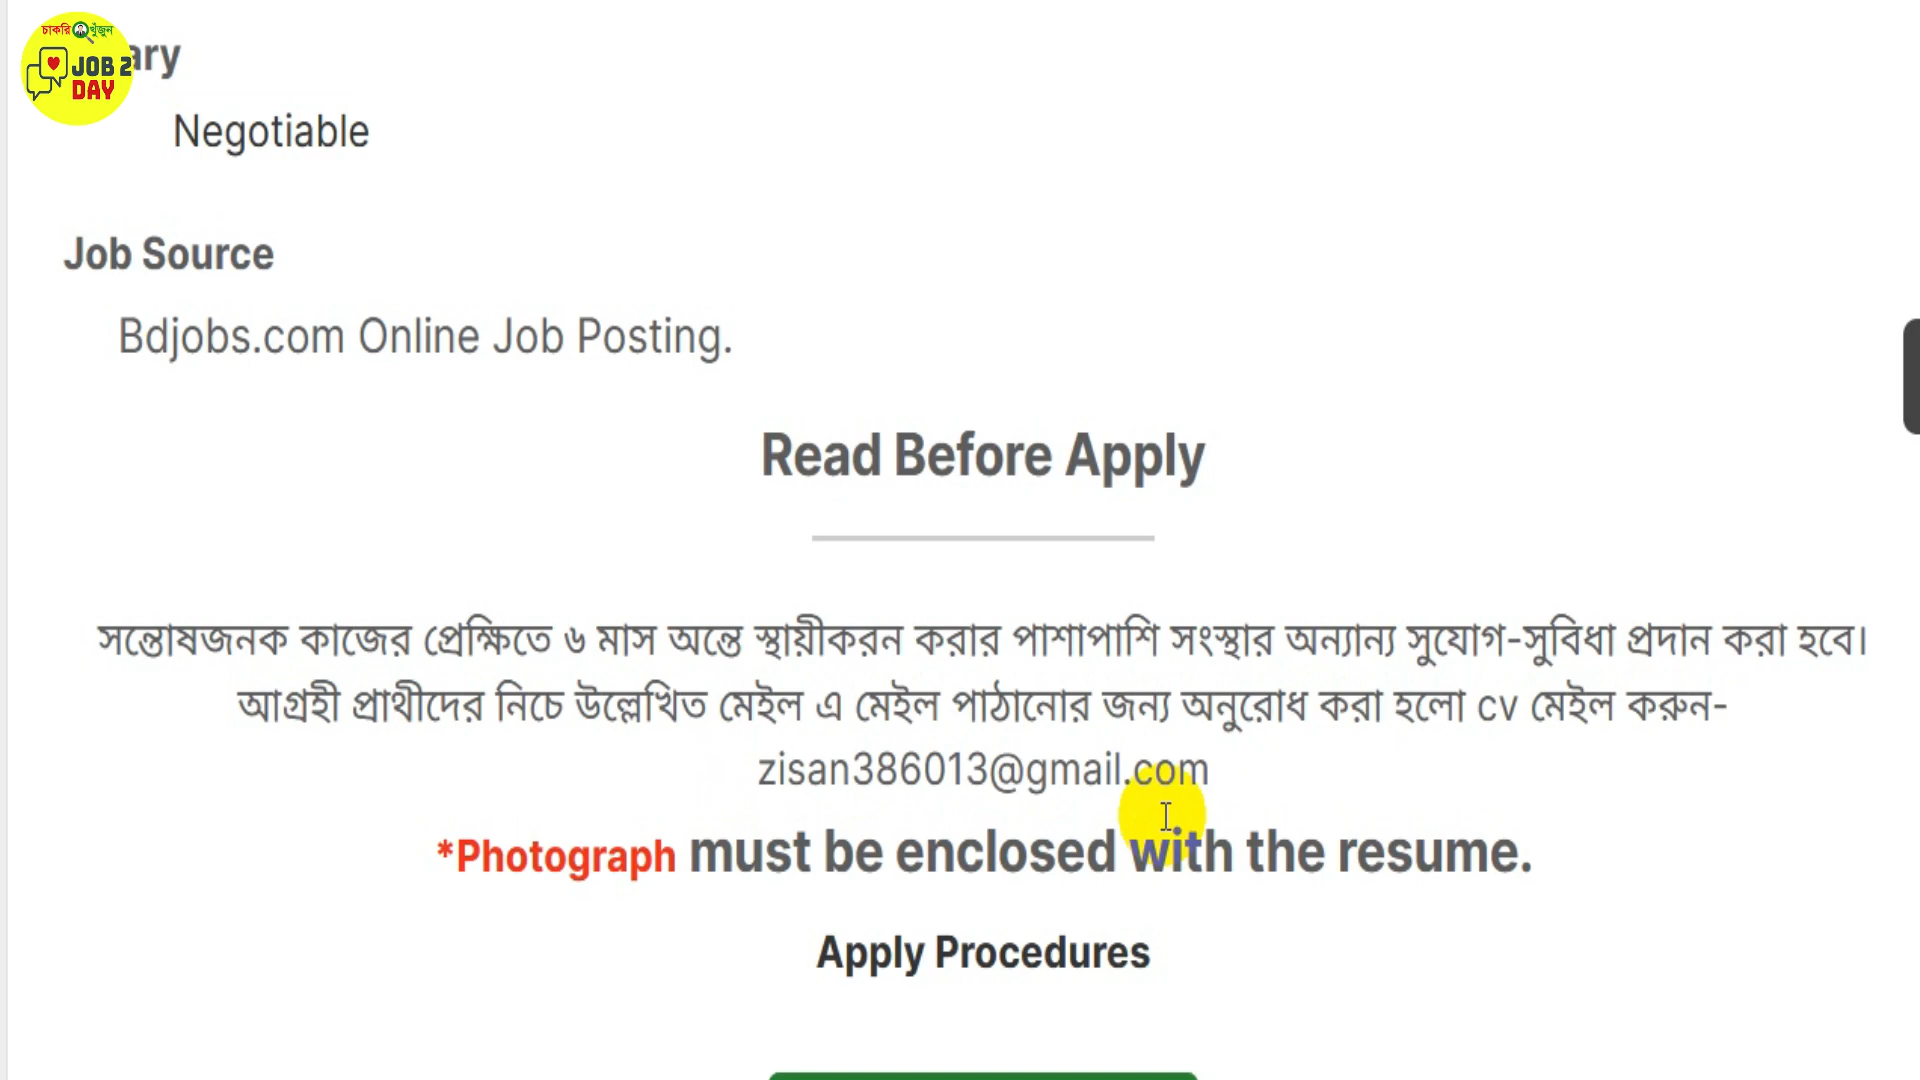 চাকরি খুঁজুন
JOB 2
DAY
ary
Negotiable
Job Source
Bdjobs.com Online Job Posting.
Read Before Apply
সন্তোষজনক কাজের প্রেক্ষিতে ৬ মাস অন্তে স্থায়ীকরন করার পাশাপাশি সংস্থার অন্যান্য সুযোগ-সুবিধা প্রদান করা হবে।
আগ্রহী প্রার্থীদের নিচে উল্লেখিত মেইল এ মেইল পাঠানোর জন্য অনুরোধ করা হলো cv মেইল করুন-
zisan386013@gmail.com
*Photograph must be enclosed with the resume.
Apply Procedures